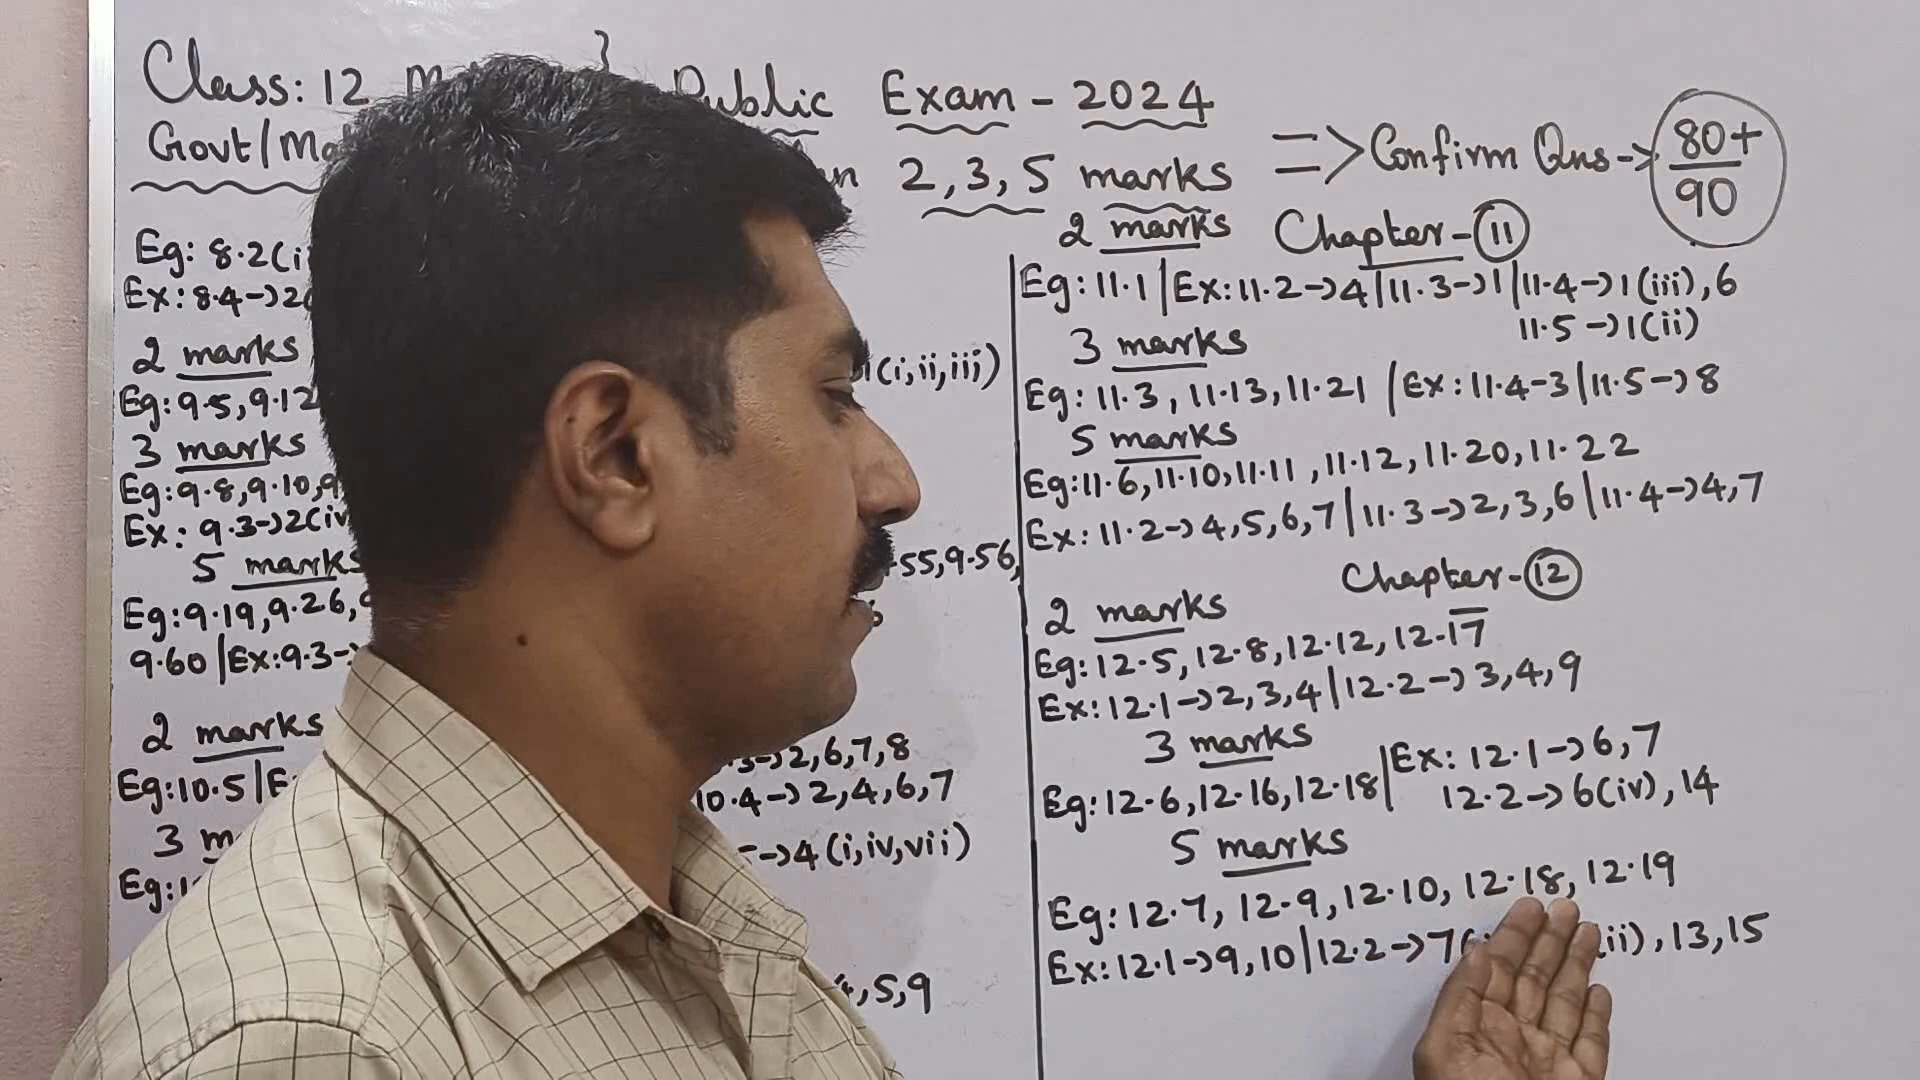 Class: 12
Public Exam - 2024
Govt/
2, 3, 5 marks => Confirm Qns -> 80+/90
Eg: 8.2(i
Ex: 8.4->2(
2 marks
Eg: 9.5, 9.12
1(i,ii,iii)
3 marks
Eg: 9.8, 9.10, 9
Ex: 9.3->2(iv
5 marks
.55, 9.56,
Eg: 9.19, 9.26,
9.60 | Ex: 9.3->
2 marks
->2,6,7,8
Eg: 10.5 |
10.4->2,4,6,7
3
->4(i,iv,vii)
Eg:
,5,9
2 marks Chapter-11
Eg: 11.1 | Ex: 11.2->4 | 11.3->1 | 11.4->1(iii), 6
11.5->1(ii)
3 marks
Eg: 11.3, 11.13, 11.21 | Ex: 11.4-3 | 11.5->8
5 marks
Eg: 11.6, 11.10, 11.11, 11.12, 11.20, 11.22
Ex: 11.2->4,5,6,7 | 11.3->2,3,6 | 11.4->4,7
Chapter-12
2 marks
Eg: 12.5, 12.8, 12.12, 12.17
Ex: 12.1->2,3,4 | 12.2->3,4,9
3 marks
Eg: 12.6, 12.16, 12.18 | Ex: 12.1->6,7
12.2->6(iv), 14
5 marks
Eg: 12.7, 12.9, 12.10, 12.18, 12.19
Ex: 12.1->9,10 | 12.2->7( ii), 13, 15